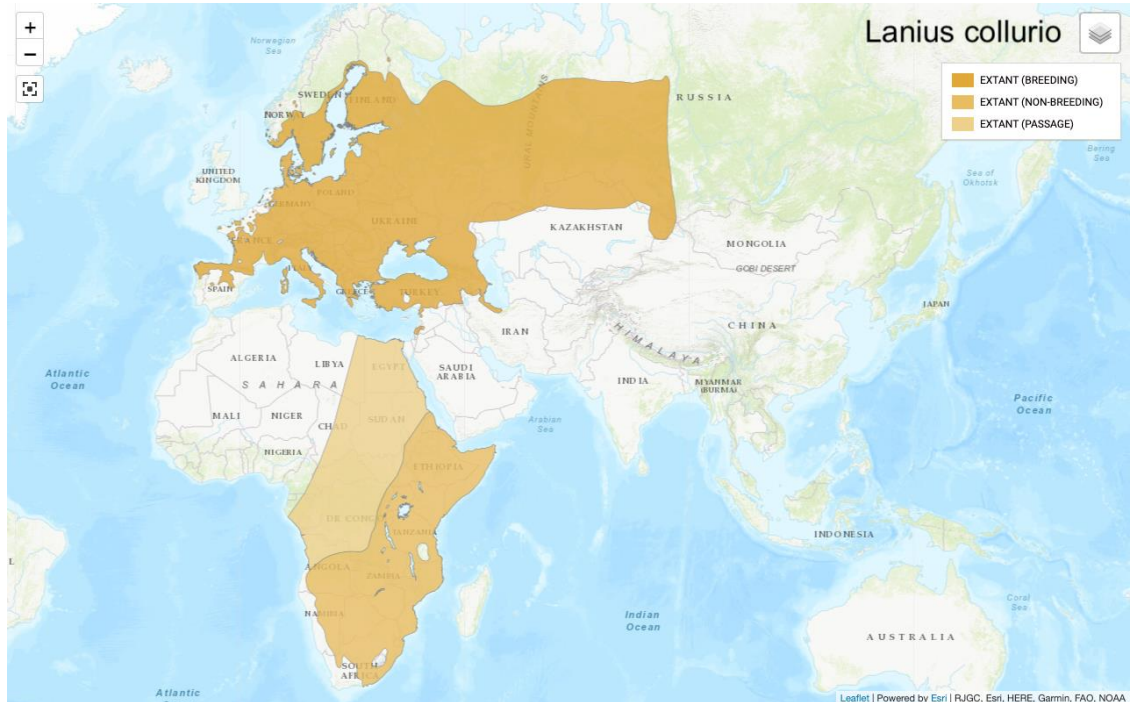 +
−
Lanius collurio
EXTANT (BREEDING)
EXTANT (NON-BREEDING)
EXTANT (PASSAGE)
Norwegian
Sea
SWEDEN
FINLAND
NORWAY
URAL MOUNTAINS
RUSSIA
Bering
Sea
Sea of
Okhotsk
UNITED
KINGDOM
POLAND
GERMANY
UKRAINE
FRANCE
KAZAKHSTAN
MONGOLIA
GOBI DESERT
ITALY
SPAIN
GREECE
TURKEY
JAPAN
CHINA
IRAN
HIMALAYA
ALGERIA
LIBYA
EGYPT
SAUDI
ARABIA
INDIA
MYANMAR
(BURMA)
Atlantic
Ocean
SAHARA
Pacific
Ocean
MALI
NIGER
CHAD
SUDAN
Arabian
Sea
NIGERIA
ETHIOPIA
DR CONGO
TANZANIA
INDONESIA
L
ANGOLA
ZAMBIA
NAMIBIA
Indian
Ocean
Coral
Sea
AUSTRALIA
SOUTH
AFRICA
Atlantic
Leaflet | Powered by Esri | RJGC, Esri, HERE, Garmin, FAO, NOAA